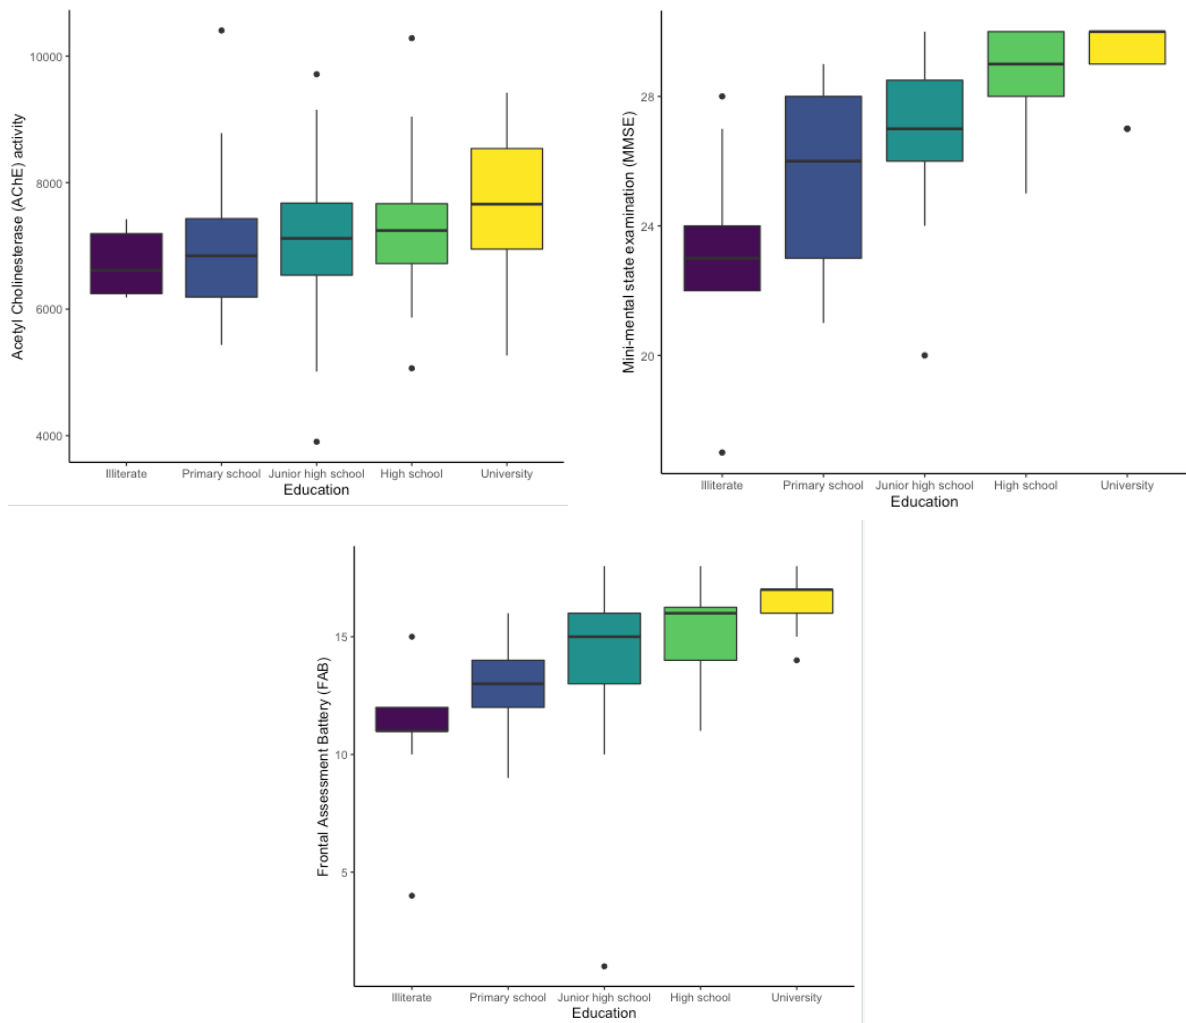 Acetyl Cholinesterase (AChE) activity
10000
8000
6000
4000
Illiterate Primary school Junior high school High school University
Education
Mini-mental state examination (MMSE)
28
24
20
Illiterate Primary school Junior high school High school University
Education
Frontal Assessment Battery (FAB)
15
10
5
Illiterate Primary school Junior high school High school University
Education